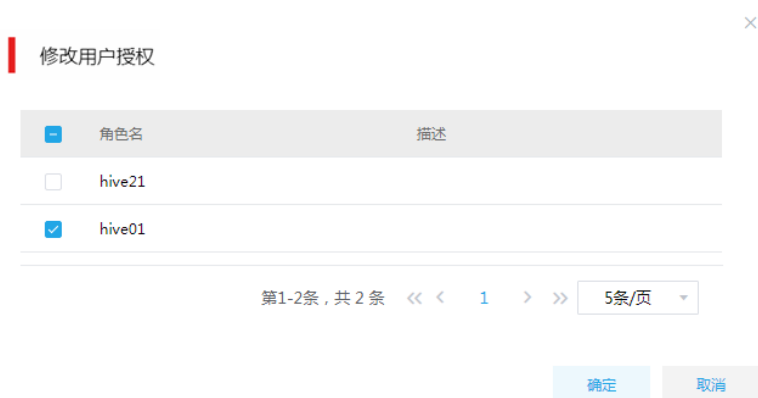 修改用户授权
角色名 描述
hive21
hive01
第1-2条，共 2 条 1 5条/页
确定 取消